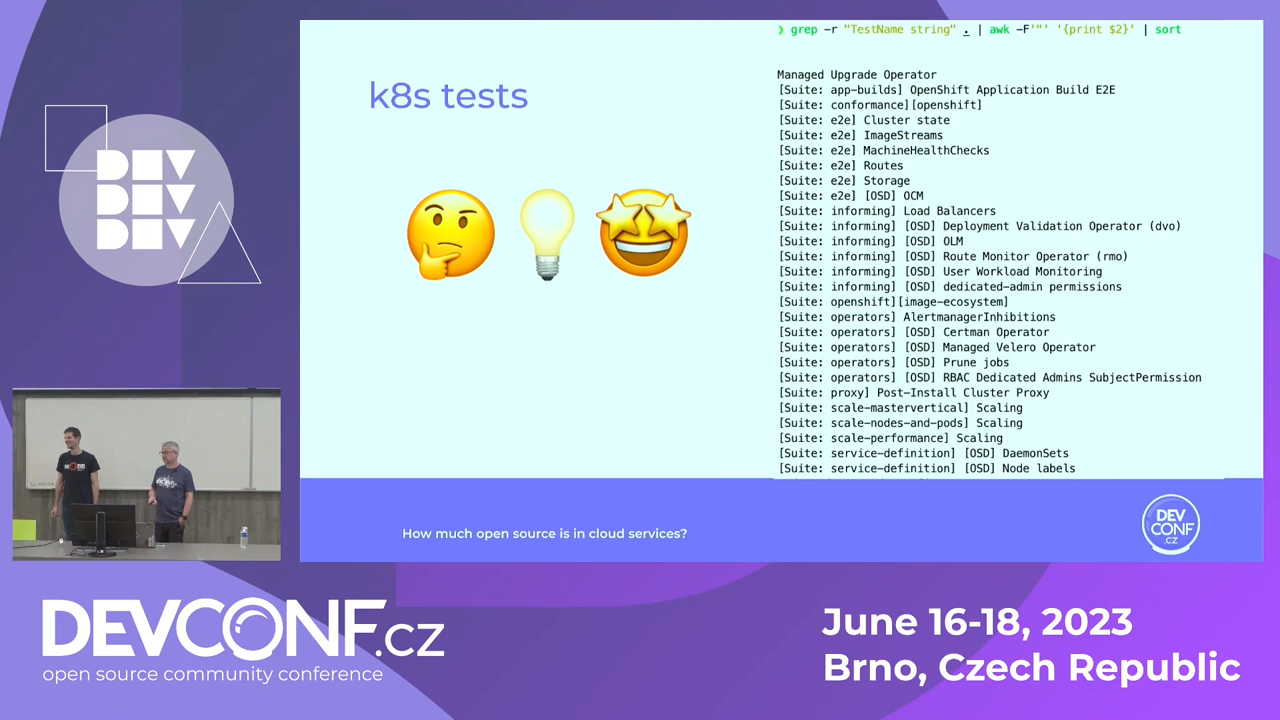 DEV
DEV
DEV
k8s tests
❯ grep -r "TestName string" . | awk -F'"' '{print $2}' | sort
Managed Upgrade Operator
[Suite: app-builds] OpenShift Application Build E2E
[Suite: conformance][openshift]
[Suite: e2e] Cluster state
[Suite: e2e] ImageStreams
[Suite: e2e] MachineHealthChecks
[Suite: e2e] Routes
[Suite: e2e] Storage
[Suite: e2e] [OSD] OCM
[Suite: informing] Load Balancers
[Suite: informing] [OSD] Deployment Validation Operator (dvo)
[Suite: informing] [OSD] OLM
[Suite: informing] [OSD] Route Monitor Operator (rmo)
[Suite: informing] [OSD] User Workload Monitoring
[Suite: informing] [OSD] dedicated-admin permissions
[Suite: openshift][image-ecosystem]
[Suite: operators] AlertmanagerInhibitions
[Suite: operators] [OSD] Certman Operator
[Suite: operators] [OSD] Managed Velero Operator
[Suite: operators] [OSD] Prune jobs
[Suite: operators] [OSD] RBAC Dedicated Admins SubjectPermission
[Suite: proxy] Post-Install Cluster Proxy
[Suite: scale-mastervertical] Scaling
[Suite: scale-nodes-and-pods] Scaling
[Suite: scale-performance] Scaling
[Suite: service-definition] [OSD] DaemonSets
[Suite: service-definition] [OSD] Node labels
How much open source is in cloud services?
DEV
CONF
.CZ
DEVCONF.cz
open source community conference
June 16-18, 2023
Brno, Czech Republic